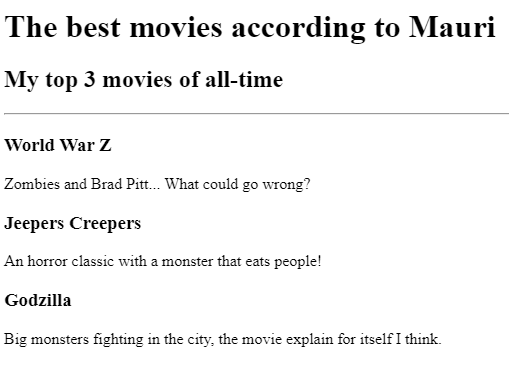 The best movies according to Mauri
My top 3 movies of all-time
World War Z
Zombies and Brad Pitt... What could go wrong?
Jeepers Creepers
An horror classic with a monster that eats people!
Godzilla
Big monsters fighting in the city, the movie explain for itself I think.